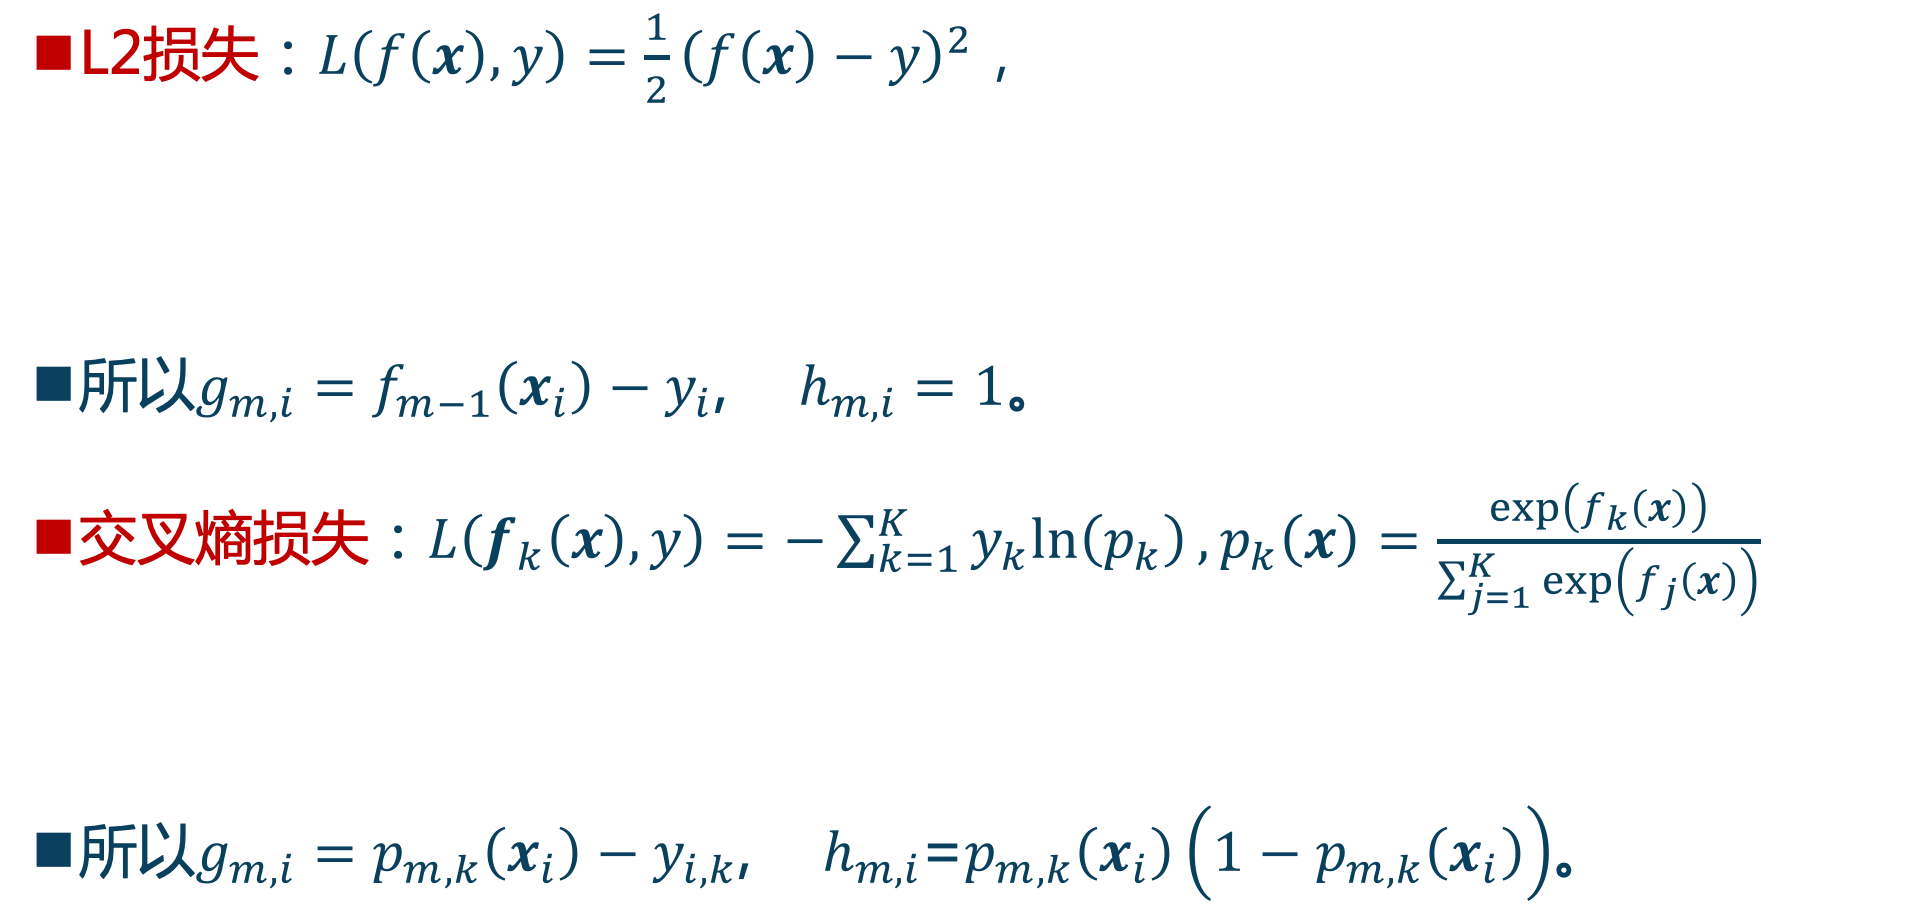 ■L2损失：L(f(x), y) = 1/2 (f(x) − y)²，
■所以g_{m,i} = f_{m−1}(x_i) − y_i， h_{m,i} = 1。
■交叉熵损失：L(f_k(x), y) = −∑_{k=1}^{K} y_k ln(p_k) , p_k(x) = exp(f_k(x)) / ∑_{j=1}^{K} exp(f_j(x))
■所以g_{m,i} = p_{m,k}(x_i) − y_{i,k}， h_{m,i}=p_{m,k}(x_i)(1 − p_{m,k}(x_i))。